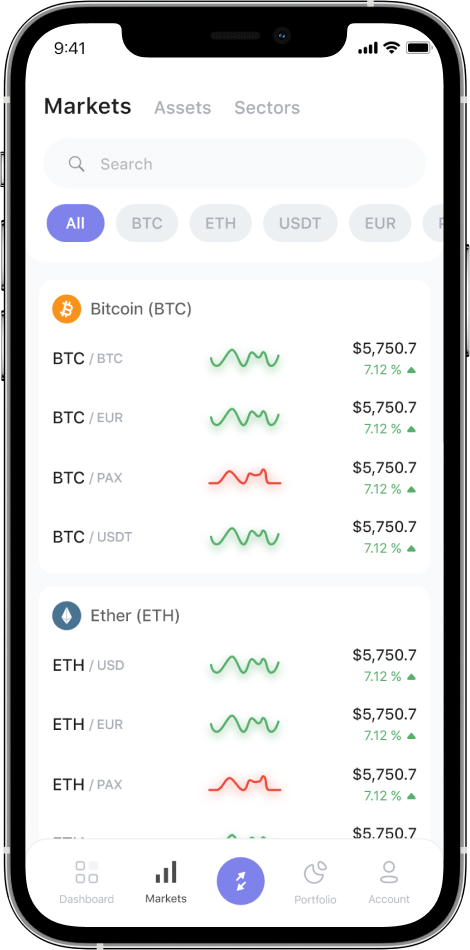 9:41
Markets Assets Sectors
Search
All BTC ETH USDT EUR
Bitcoin (BTC)
BTC / BTC $5,750.7
7.12 %
BTC / EUR $5,750.7
7.12 %
BTC / PAX $5,750.7
7.12 %
BTC / USDT $5,750.7
7.12 %
Ether (ETH)
ETH / USD $5,750.7
7.12 %
ETH / EUR $5,750.7
7.12 %
ETH / PAX $5,750.7
7.12 %
$5,750.7
Dashboard Markets Portfolio Account